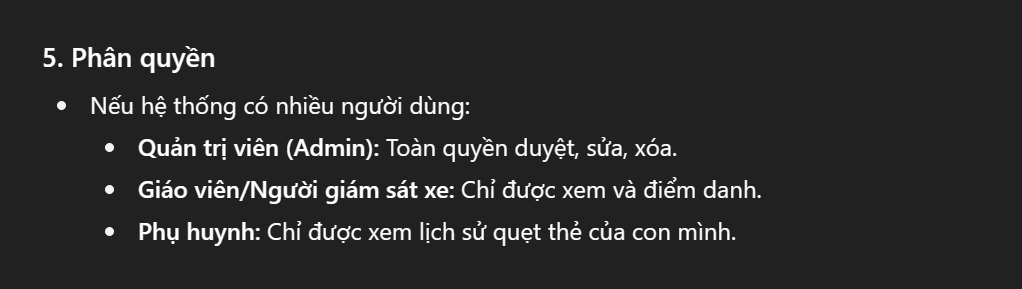 5. Phân quyền
• Nếu hệ thống có nhiều người dùng:
• Quản trị viên (Admin): Toàn quyền duyệt, sửa, xóa.
• Giáo viên/Người giám sát xe: Chỉ được xem và điểm danh.
• Phụ huynh: Chỉ được xem lịch sử quẹt thẻ của con mình.